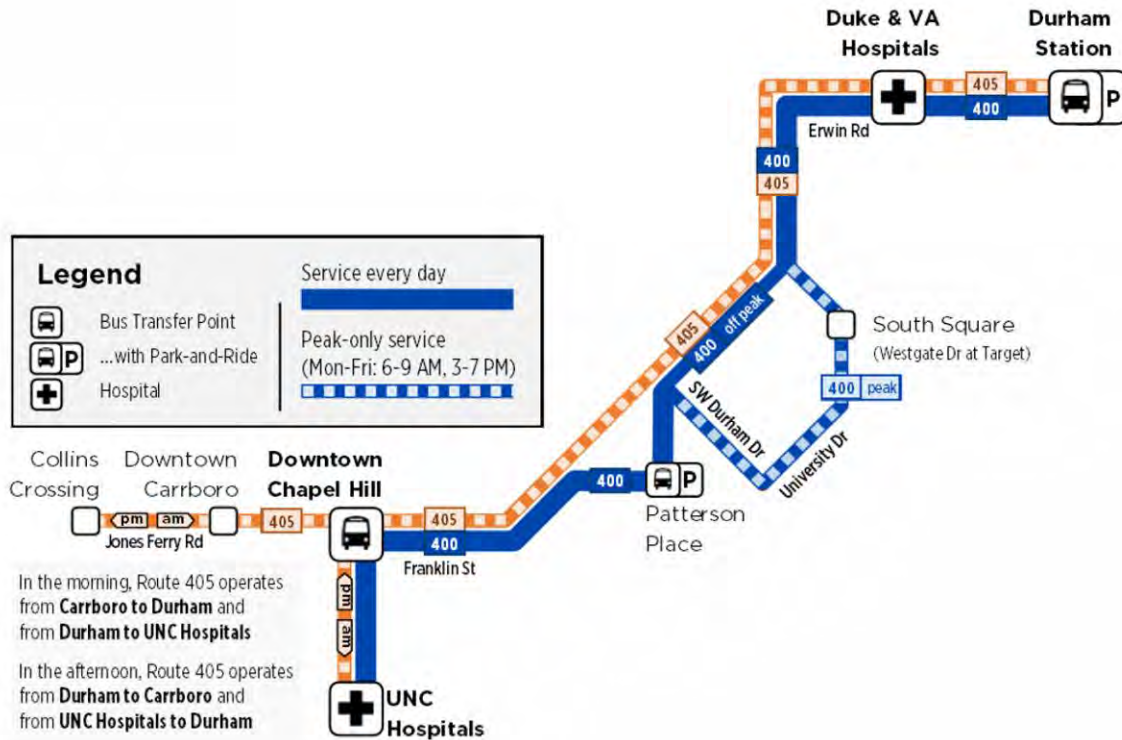 Duke & VA
Hospitals
Durham
Station
405
400
P
Erwin Rd
400
405
Legend
Service every day
Bus Transfer Point
P
...with Park-and-Ride
Hospital
Peak-only service
(Mon-Fri: 6-9 AM, 3-7 PM)
405
400 off peak
South Square
(Westgate Dr at Target)
400 peak
SW Durham Dr
University Dr
Collins
Crossing
Downtown
Carrboro
Downtown
Chapel Hill
400
P
Patterson
Place
pm am
405
405
400
Jones Ferry Rd
Franklin St
pm
am
In the morning, Route 405 operates
from Carrboro to Durham and
from Durham to UNC Hospitals
In the afternoon, Route 405 operates
from Durham to Carrboro and
from UNC Hospitals to Durham
UNC
Hospitals